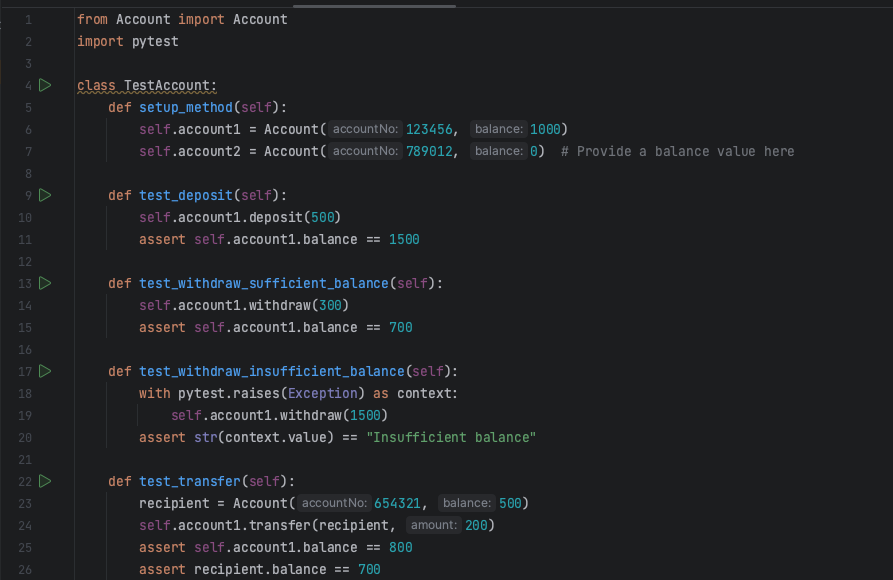 1 from Account import Account
2 import pytest
3
4 class TestAccount:
5 def setup_method(self):
6 self.account1 = Account( accountNo: 123456, balance: 1000)
7 self.account2 = Account( accountNo: 789012, balance: 0) # Provide a balance value here
8
9 def test_deposit(self):
10 self.account1.deposit(500)
11 assert self.account1.balance == 1500
12
13 def test_withdraw_sufficient_balance(self):
14 self.account1.withdraw(300)
15 assert self.account1.balance == 700
16
17 def test_withdraw_insufficient_balance(self):
18 with pytest.raises(Exception) as context:
19 self.account1.withdraw(1500)
20 assert str(context.value) == "Insufficient balance"
21
22 def test_transfer(self):
23 recipient = Account( accountNo: 654321, balance: 500)
24 self.account1.transfer(recipient, amount: 200)
25 assert self.account1.balance == 800
26 assert recipient.balance == 700